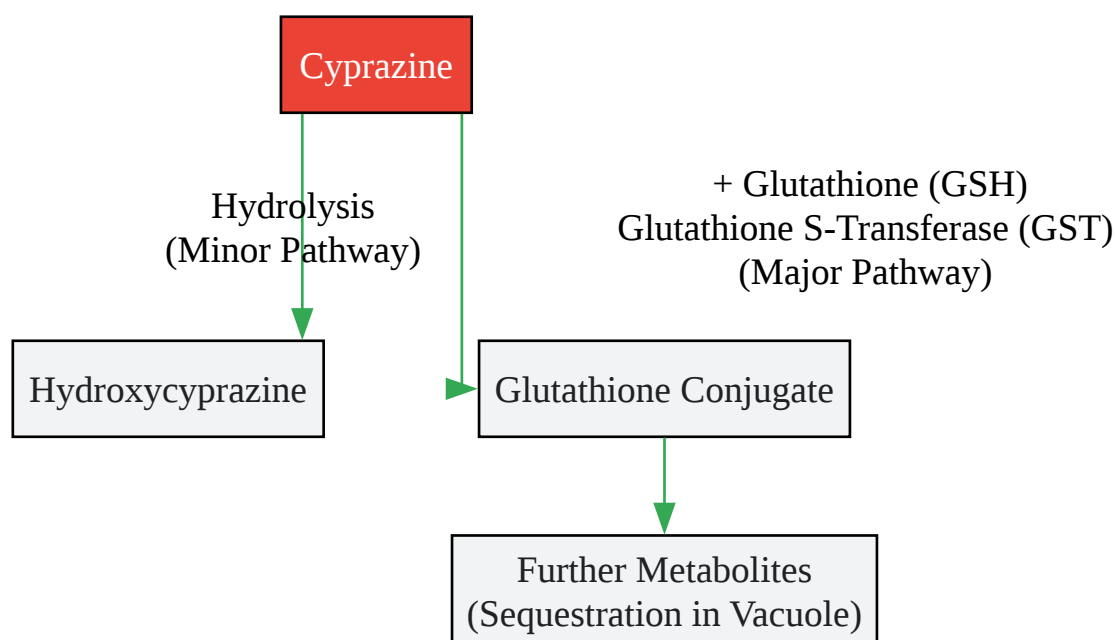 Cyprazine
Hydrolysis
(Minor Pathway)
+ Glutathione (GSH)
Glutathione S-Transferase (GST)
(Major Pathway)
Hydroxycyprazine
Glutathione Conjugate
Further Metabolites
(Sequestration in Vacuole)